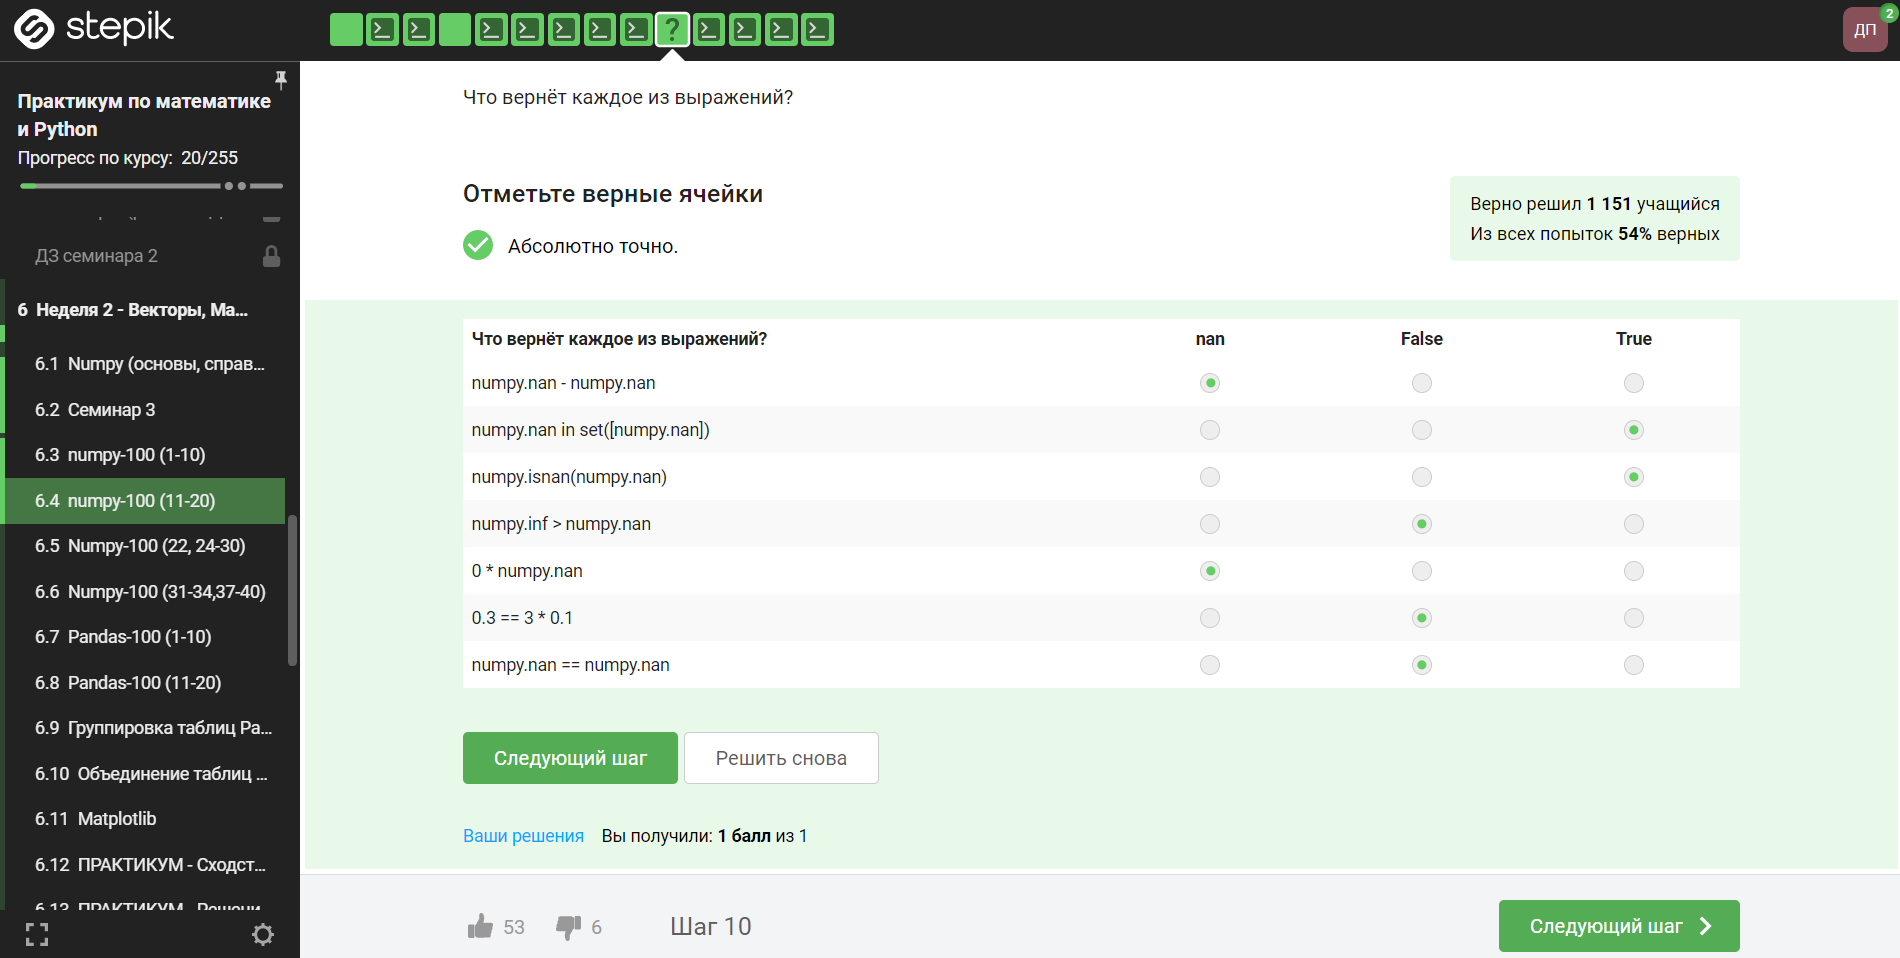 stepik
?
ДП
2
Практикум по математике
и Python
Прогресс по курсу: 20/255
ДЗ семинара 2
6 Неделя 2 - Векторы, Ма...
6.1 Numpy (основы, справ...
6.2 Семинар 3
6.3 numpy-100 (1-10)
6.4 numpy-100 (11-20)
6.5 Numpy-100 (22, 24-30)
6.6 Numpy-100 (31-34,37-40)
6.7 Pandas-100 (1-10)
6.8 Pandas-100 (11-20)
6.9 Группировка таблиц Pa...
6.10 Объединение таблиц ...
6.11 Matplotlib
6.12 ПРАКТИКУМ - Сходст...
6.13 ПРАКТИКУМ - Решени...
Что вернёт каждое из выражений?
Отметьте верные ячейки
Абсолютно точно.
Верно решил 1 151 учащийся
Из всех попыток 54% верных
Что вернёт каждое из выражений? nan False True
numpy.nan - numpy.nan
numpy.nan in set([numpy.nan])
numpy.isnan(numpy.nan)
numpy.inf > numpy.nan
0 * numpy.nan
0.3 == 3 * 0.1
numpy.nan == numpy.nan
Следующий шаг Решить снова
Ваши решения Вы получили: 1 балл из 1
53 6 Шаг 10 Следующий шаг